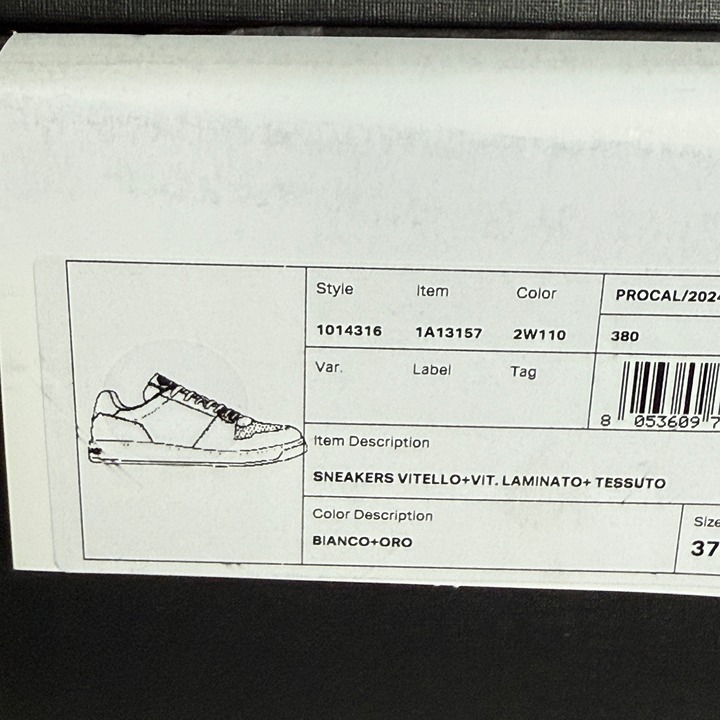 Style Item Color
1014316 1A13157 2W110
PROCAL/2024
380
Var. Label Tag
8 053609 7
Item Description
SNEAKERS VITELLO+VIT. LAMINATO+ TESSUTO
Color Description
BIANCO+ORO
Size
37